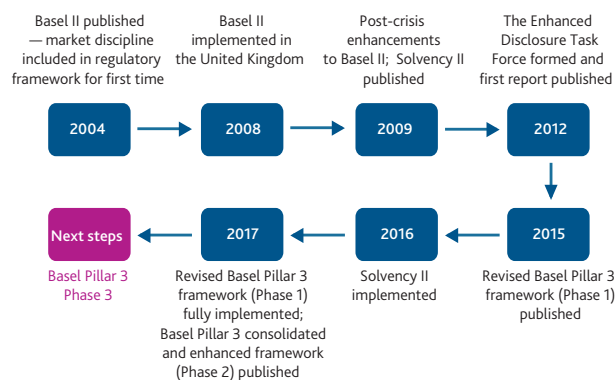 Basel II published
— market discipline
included in regulatory
framework for first time
Basel II
implemented in
the United Kingdom
Post-crisis
enhancements
to Basel II; Solvency II
published
The Enhanced
Disclosure Task
Force formed and
first report published
2004
2008
2009
2012
Next steps
2017
2016
2015
Basel Pillar 3
Phase 3
Revised Basel Pillar 3
framework (Phase 1)
fully implemented;
Basel Pillar 3 consolidated
and enhanced framework
(Phase 2) published
Solvency II
implemented
Revised Basel Pillar 3
framework (Phase 1)
published